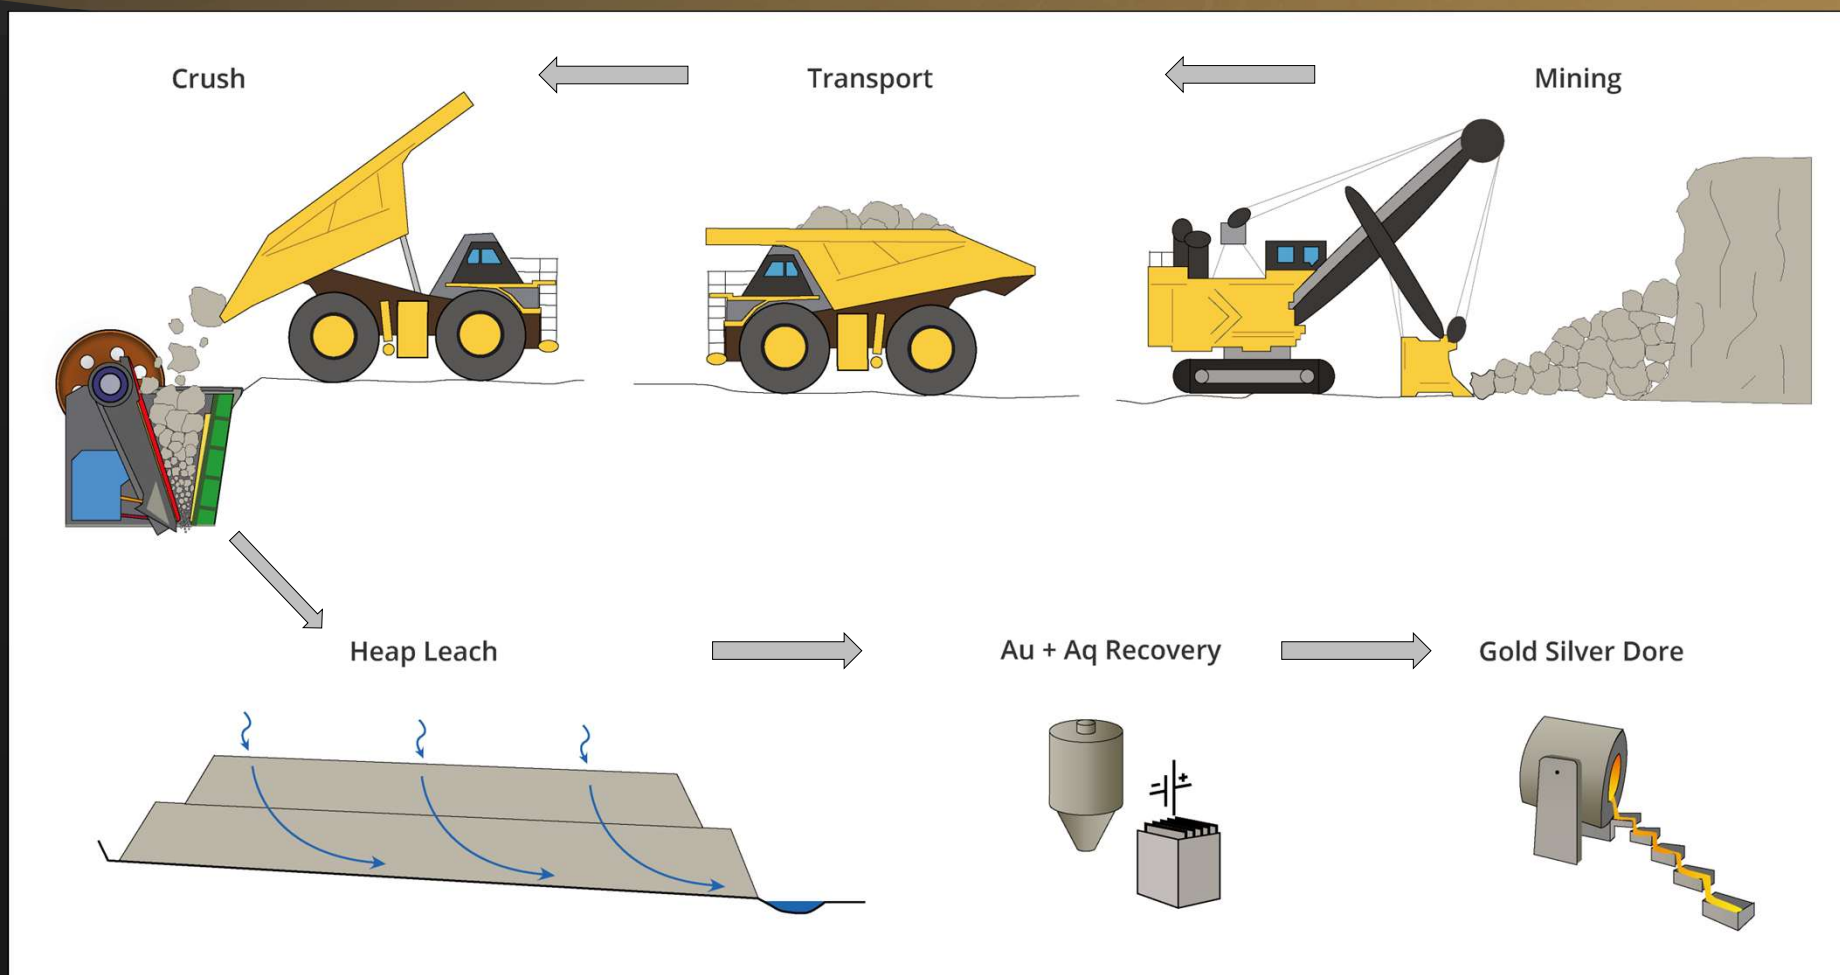 Crush
Transport
Mining
Heap Leach
Au + Aq Recovery
Gold Silver Dore
- +